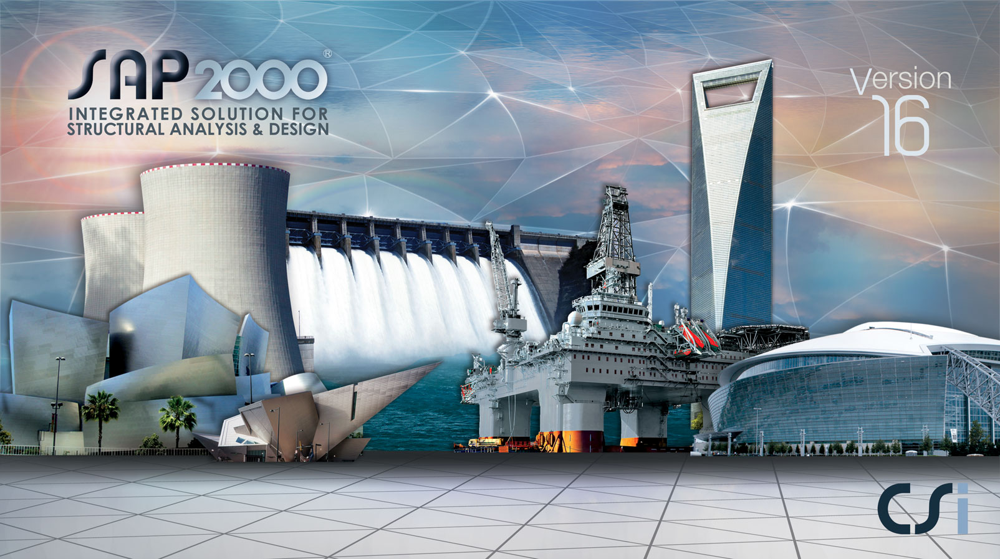 SAP2000®
INTEGRATED SOLUTION FOR
STRUCTURAL ANALYSIS & DESIGN
Version
16
CSi